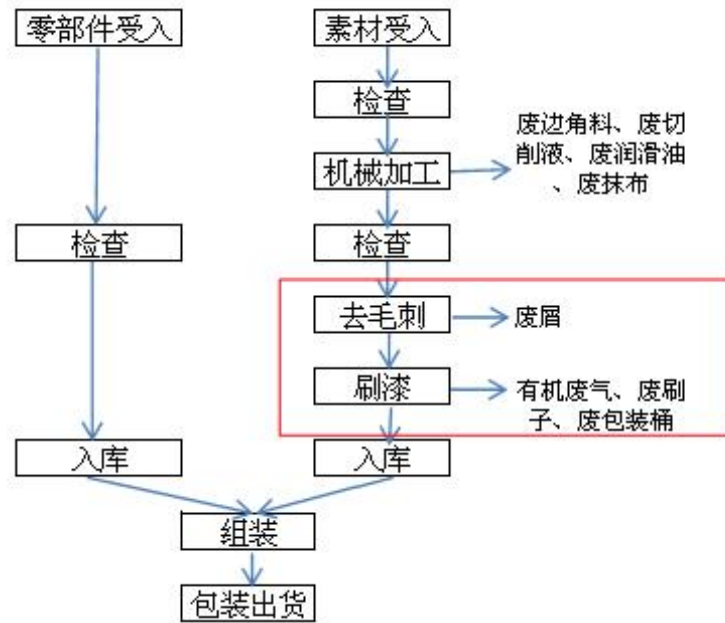 零部件受入
素材受入
检查
机械加工
废边角料、废切
削液、废润滑油
、废抹布
检查
检查
去毛刺
废屑
刷漆
有机废气、废刷
子、废包装桶
入库
入库
组装
包装出货